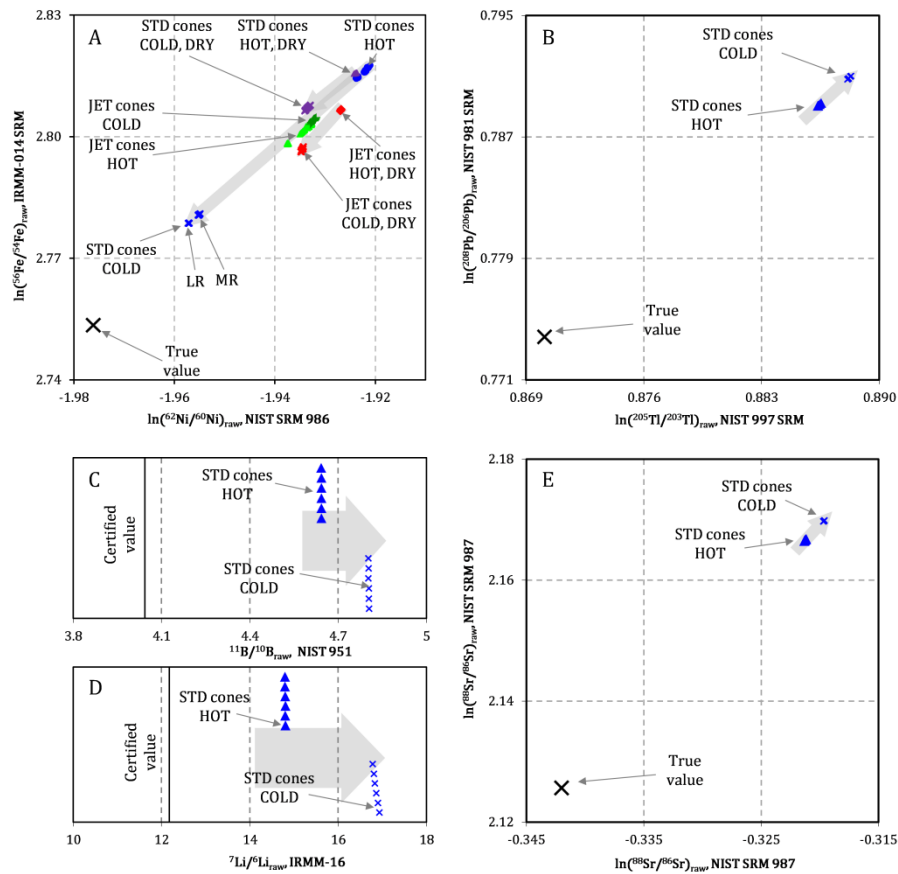 A
2.83
2.80
2.77
2.74
ln(⁵⁶Fe/⁵⁴Fe)raw, IRMM-014 SRM
STD cones
COLD, DRY
STD cones
HOT, DRY
STD cones
HOT
JET cones
COLD
JET cones
HOT
JET cones
HOT, DRY
JET cones
COLD, DRY
STD cones
COLD
LR
MR
True
value
-1.98
-1.96
-1.94
-1.92
ln(⁶²Ni/⁶⁰Ni)raw, NIST SRM 986
B
0.795
0.787
0.779
0.771
ln(²⁰⁸Pb/²⁰⁶Pb)raw, NIST 981 SRM
STD cones
COLD
STD cones
HOT
True
value
0.869
0.876
0.883
0.890
ln(²⁰⁵Tl/²⁰³Tl)raw, NIST 997 SRM
C
Certified
value
STD cones
HOT
STD cones
COLD
3.8
4.1
4.4
4.7
5
¹¹B/¹⁰Braw, NIST 951
D
Certified
value
STD cones
HOT
STD cones
COLD
10
12
14
16
18
⁷Li/⁶Liraw, IRMM-16
E
2.18
2.16
2.14
2.12
ln(⁸⁸Sr/⁸⁶Sr)raw, NIST SRM 987
STD cones
COLD
STD cones
HOT
True
value
-0.345
-0.335
-0.325
-0.315
ln(⁸⁸Sr/⁸⁶Sr)raw, NIST SRM 987